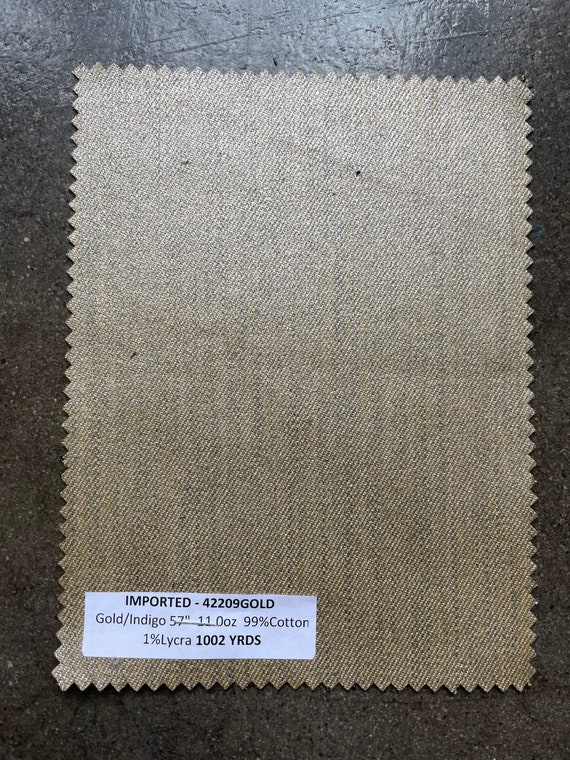 IMPORTED - 42209GOLD
Gold/Indigo 57" 11.0oz 99%Cotton
1%Lycra 1002 YRDS